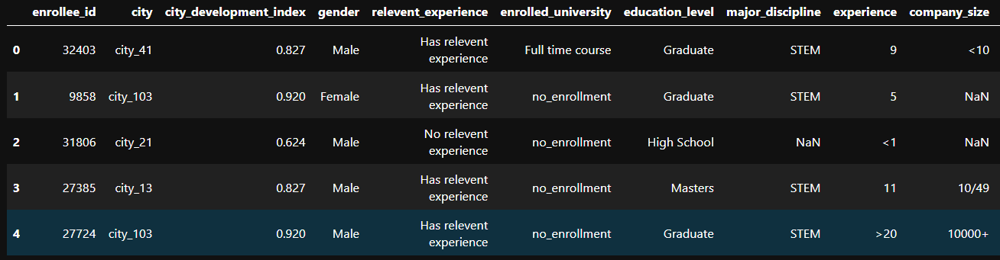 enrollee_id city city_development_index gender relevent_experience enrolled_university education_level major_discipline experience company_size
0 32403 city_41 0.827 Male Has relevent experience Full time course Graduate STEM 9 <10
1 9858 city_103 0.920 Female Has relevent experience no_enrollment Graduate STEM 5 NaN
2 31806 city_21 0.624 Male No relevent experience no_enrollment High School NaN <1 NaN
3 27385 city_13 0.827 Male Has relevent experience no_enrollment Masters STEM 11 10/49
4 27724 city_103 0.920 Male Has relevent experience no_enrollment Graduate STEM >20 10000+